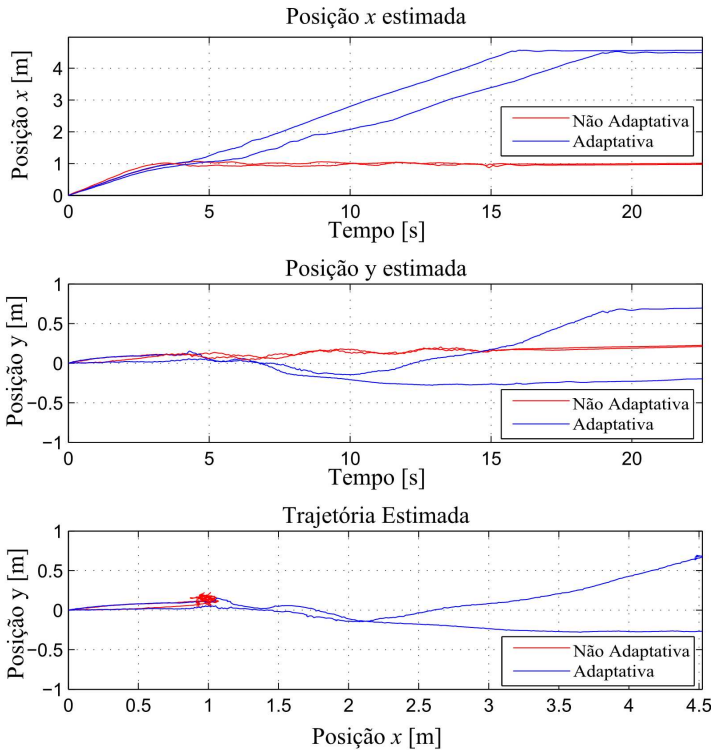 Posição x estimada
Posição x [m]
4
3
2
1
0
Não Adaptativa
Adaptativa
0 5 10 15 20
Tempo [s]
Posição y estimada
Posição y [m]
1
0.5
0
−0.5
−1
Não Adaptativa
Adaptativa
0 5 10 15 20
Tempo [s]
Trajetória Estimada
Posição y [m]
1
0.5
0
−0.5
−1
Não Adaptativa
Adaptativa
0 0.5 1 1.5 2 2.5 3 3.5 4 4.5
Posição x [m]